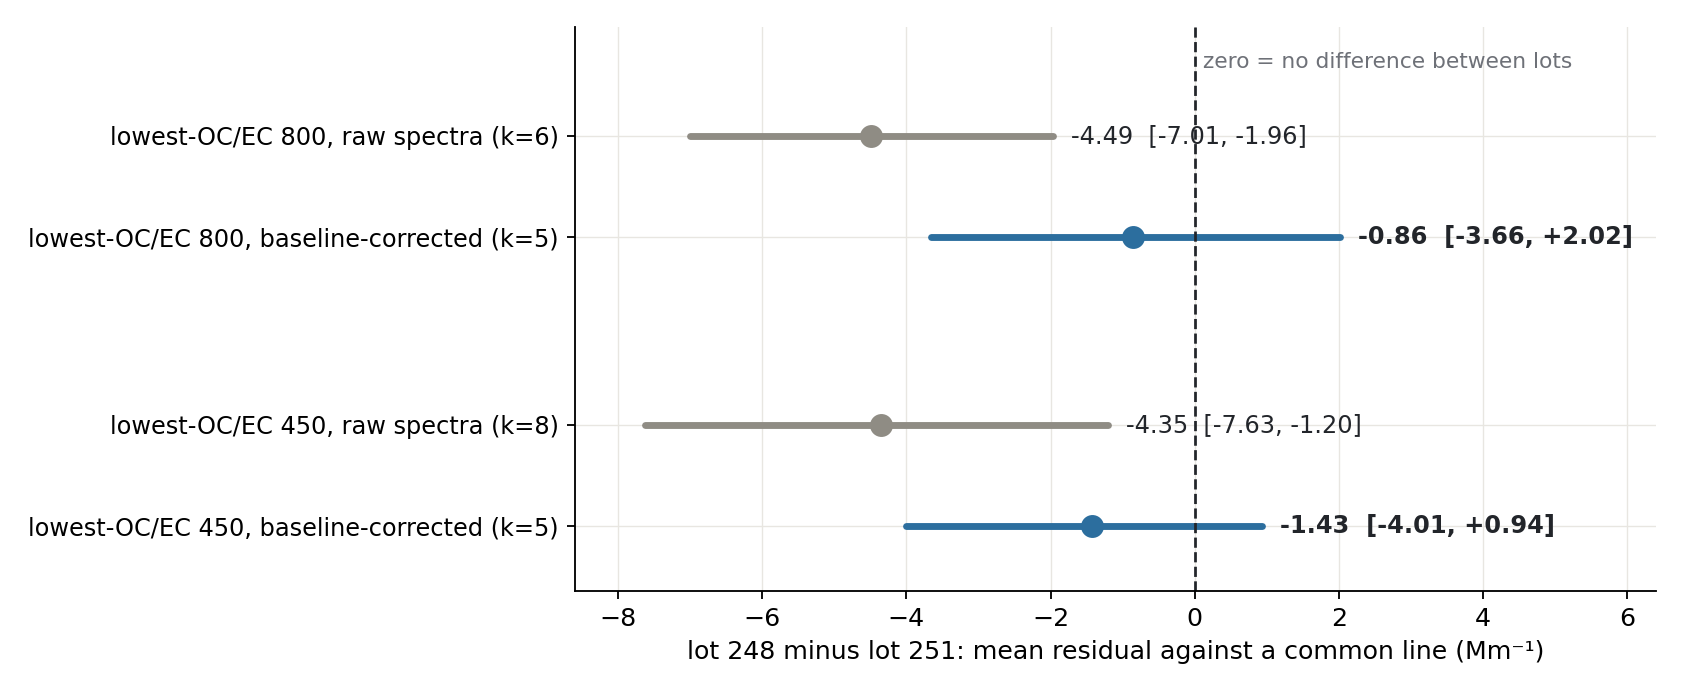 zero = no difference between lots
lowest-OC/EC 800, raw spectra (k=6)
-4.49 [-7.01, -1.96]
lowest-OC/EC 800, baseline-corrected (k=5)
-0.86 [-3.66, +2.02]
lowest-OC/EC 450, raw spectra (k=8)
-4.35 [-7.63, -1.20]
lowest-OC/EC 450, baseline-corrected (k=5)
-1.43 [-4.01, +0.94]
−8 −6 −4 −2 0 2 4 6
lot 248 minus lot 251: mean residual against a common line (Mm⁻¹)